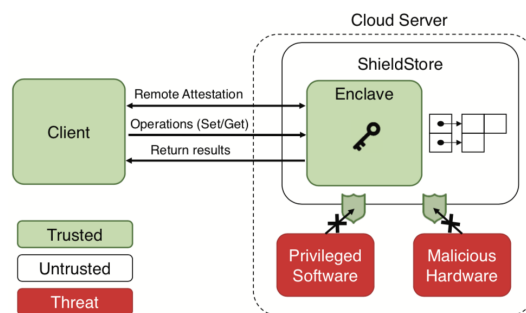 Cloud Server
ShieldStore
Remote Attestation
Enclave
Client
Operations (Set/Get)
Return results
Trusted
Untrusted
Threat
Privileged
Software
Malicious
Hardware